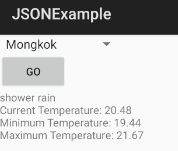 JSONExample
Mongkok
GO
shower rain
Current Temperature: 20.48
Minimum Temperature: 19.44
Maximum Temperature: 21.67